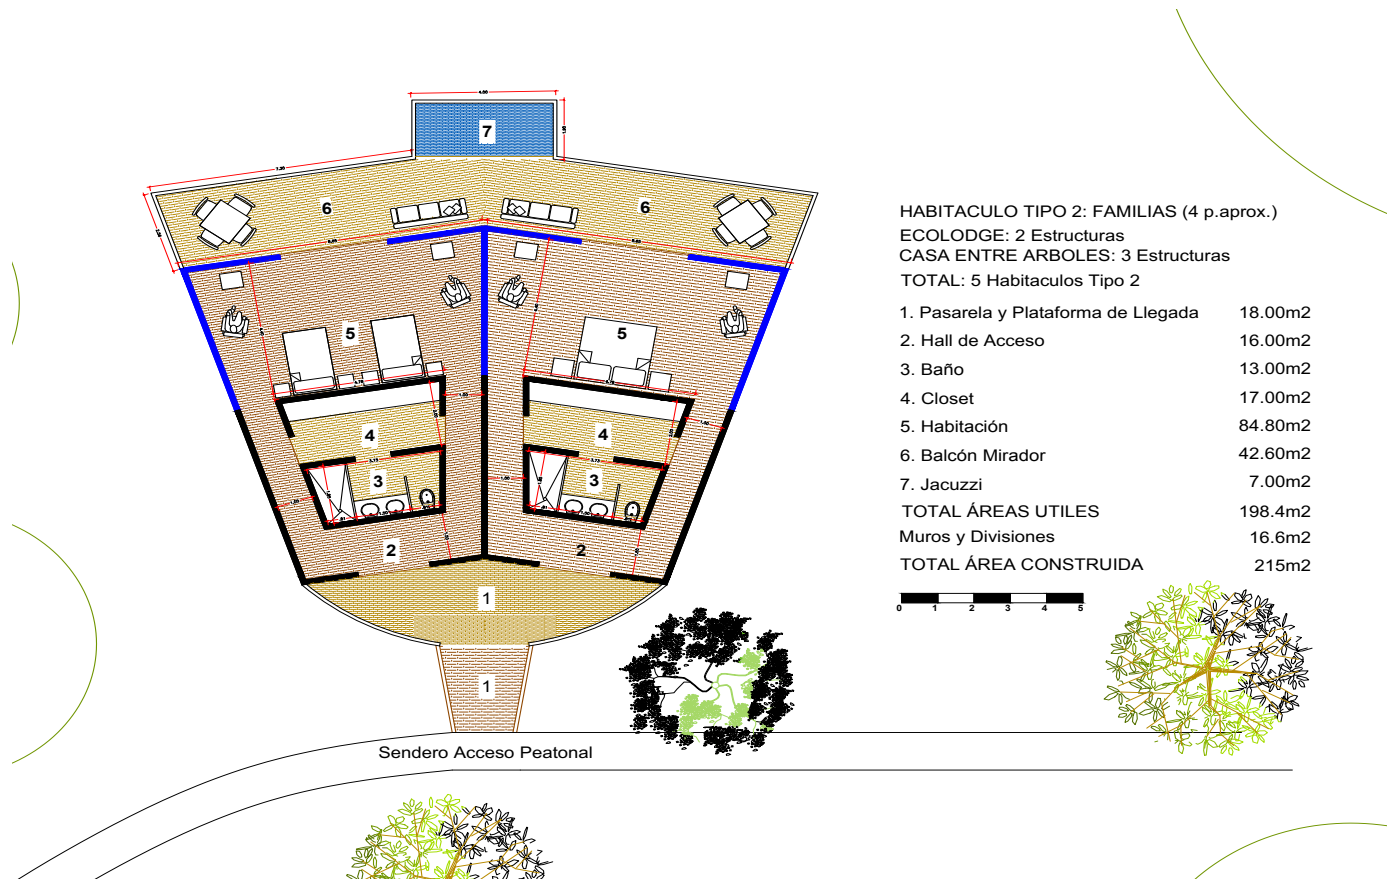 7
6
6
5
5
4
4
3
3
2
2
1
1
Sendero Acceso Peatonal
HABITACULO TIPO 2: FAMILIAS (4 p.aprox.)
ECOLODGE: 2 Estructuras
CASA ENTRE ARBOLES: 3 Estructuras
TOTAL: 5 Habitaculos Tipo 2
1. Pasarela y Plataforma de Llegada 18.00m2
2. Hall de Acceso 16.00m2
3. Baño 13.00m2
4. Closet 17.00m2
5. Habitación 84.80m2
6. Balcón Mirador 42.60m2
7. Jacuzzi 7.00m2
TOTAL ÁREAS UTILES 198.4m2
Muros y Divisiones 16.6m2
TOTAL ÁREA CONSTRUIDA 215m2
0 1 2 3 4 5